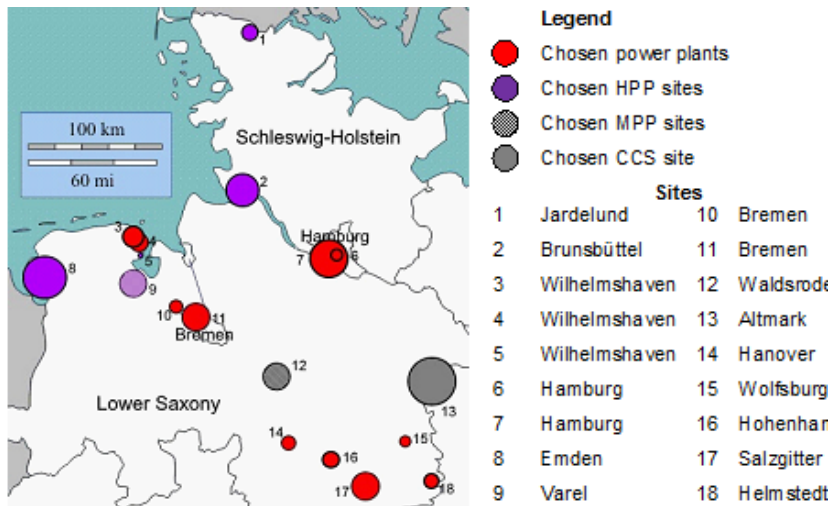 Legend
Chosen power plants
Chosen HPP sites
Chosen MPP sites
Chosen CCS site
Sites
1 Jardelund 10 Bremen
2 Brunsbüttel 11 Bremen
3 Wilhelmshaven 12 Waldsrode
4 Wilhelmshaven 13 Altmark
5 Wilhelmshaven 14 Hanover
6 Hamburg 15 Wolfsburg
7 Hamburg 16
8 Emden 17 Salzgitter
9 Varel 18 Helmstedt
1
100 km
60 mi
Schleswig-Holstein
2
3
4
Hamburg
5
7 6
8
9
10
11
Bremen
12
13
Lower Saxony
14
15
16
17
18